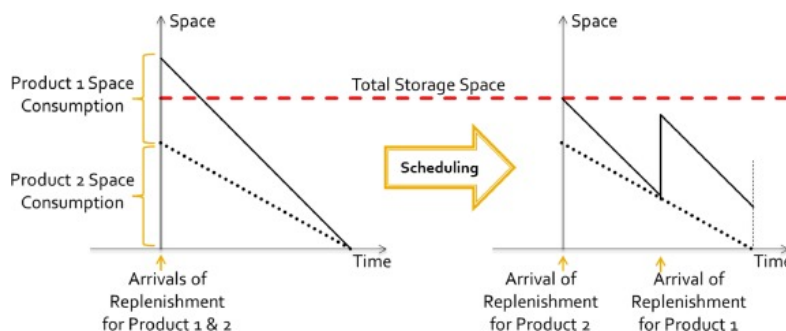 Space
Product 1 Space
Consumption
Product 2 Space
Consumption
Time
Arrivals of
Replenishment
for Product 1 & 2
Total Storage Space
Scheduling
Space
Time
Arrival of
Replenishment
for Product 2
Arrival of
Replenishment
for Product 1